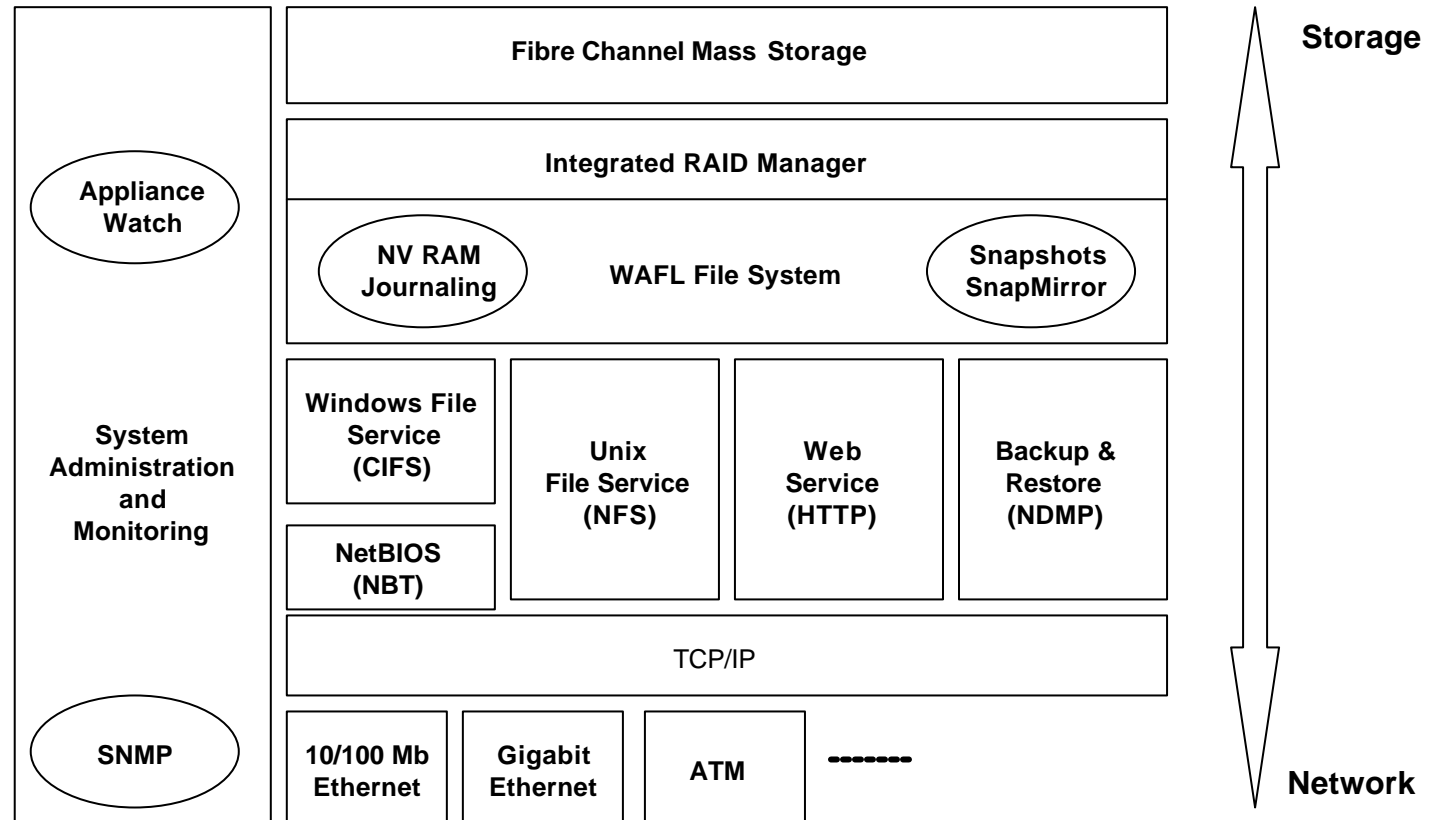 Fibre Channel Mass Storage
Storage
Integrated RAID Manager
Appliance
Watch
NV RAM
Journaling
WAFL File System
Snapshots
SnapMirror
Windows File
Service
(CIFS)
Unix
File Service
(NFS)
Web
Service
(HTTP)
Backup &
Restore
(NDMP)
System
Administration
and
Monitoring
NetBIOS
(NBT)
TCP/IP
SNMP
10/100 Mb
Ethernet
Gigabit
Ethernet
ATM
Network